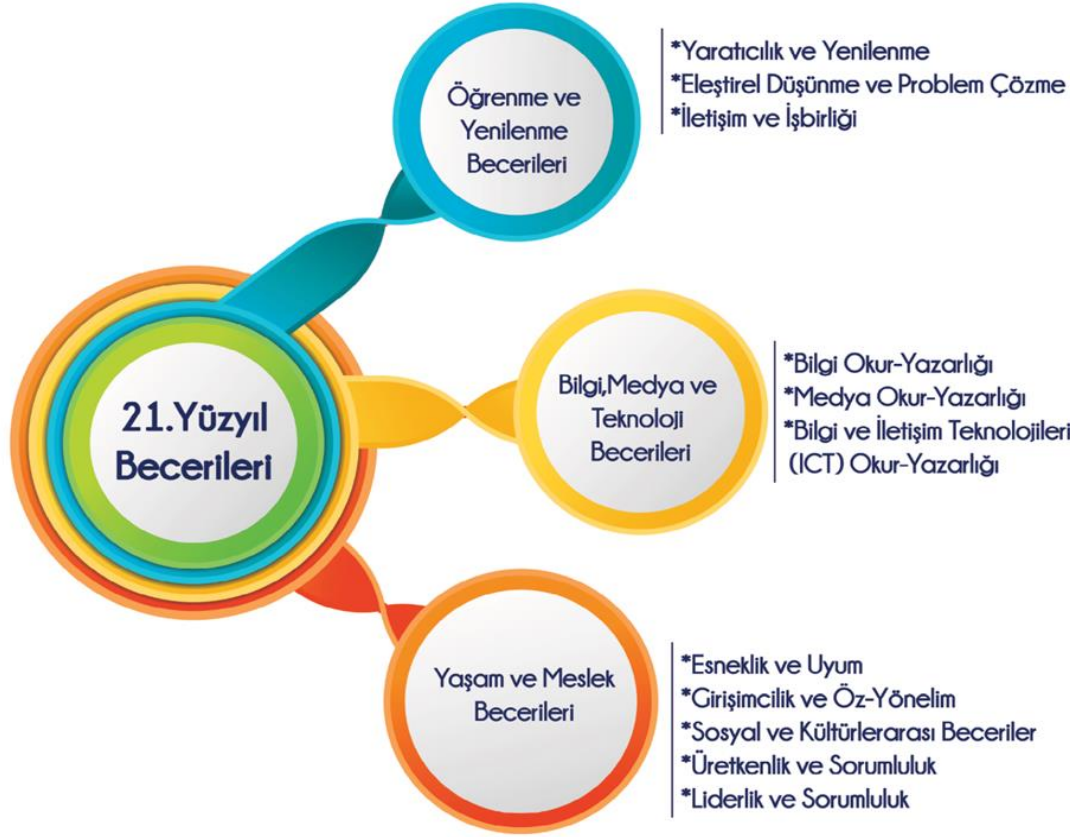 21.Yüzyıl
Becerileri
Öğrenme ve
Yenilenme
Becerileri
*Yaratıcılık ve Yenilenme
*Eleştirel Düşünme ve Problem Çözme
*İletişim ve İşbirliği
Bilgi,Medya ve
Teknoloji
Becerileri
*Bilgi Okur-Yazarlığı
*Medya Okur-Yazarlığı
*Bilgi ve İletişim Teknolojileri
(ICT) Okur-Yazarlığı
Yaşam ve Meslek
Becerileri
*Esneklik ve Uyum
*Girişimcilik ve Öz-Yönelim
*Sosyal ve Kültürlerarası Beceriler
*Üretkenlik ve Sorumluluk
*Liderlik ve Sorumluluk